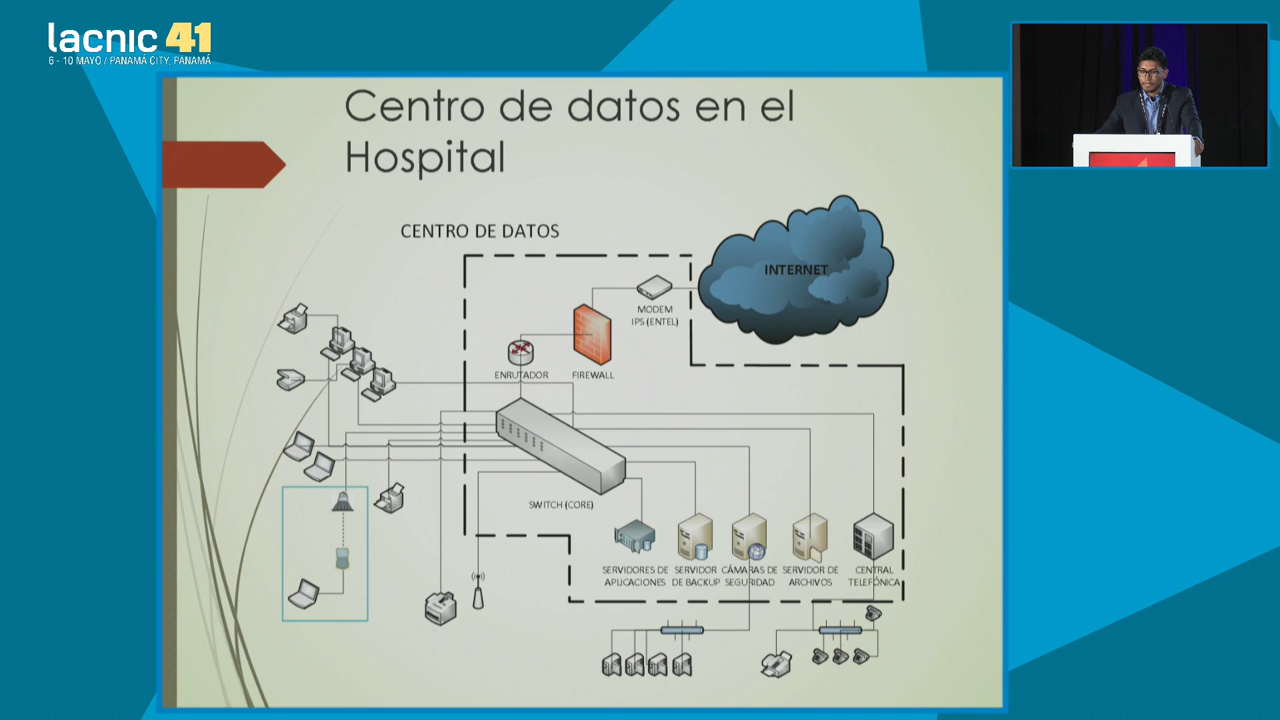 lacnic 41
6 - 10 MAYO / PANAMÁ CITY, PANAMÁ
Centro de datos en el
Hospital
CENTRO DE DATOS
INTERNET
MODEM
IPS (ENTEL)
ENRUTADOR
FIREWALL
SWITCH (CORE)
SERVIDORES DE
APLICACIONES
SERVIDOR
DE BACKUP
CÁMARAS DE
SEGURIDAD
SERVIDOR DE
ARCHIVOS
CENTRAL
TELEFÓNICA